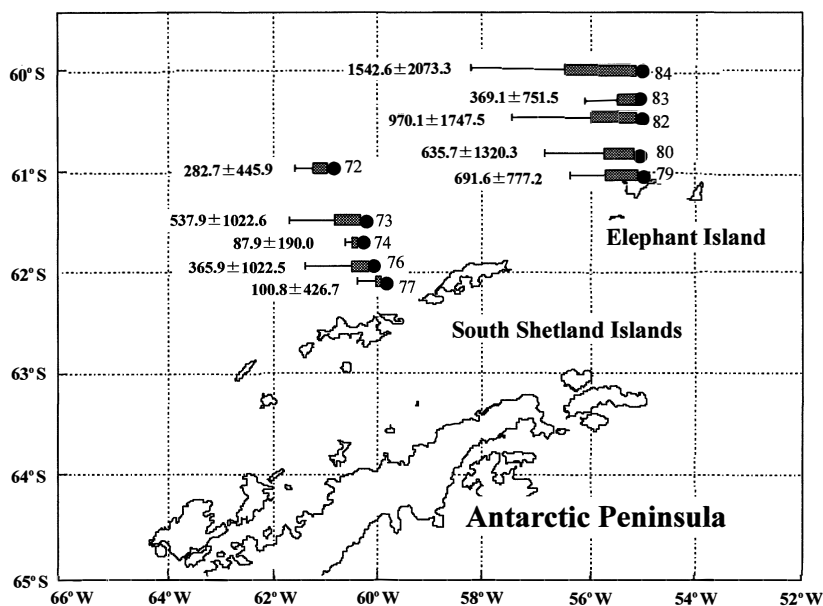 60°S
1542.6±2073.3
84
369.1±751.5
83
970.1±1747.5
82
635.7±1320.3
80
61°S
282.7±445.9
72
691.6±777.2
79
537.9±1022.6
73
87.9±190.0
74
Elephant Island
62°S
365.9±1022.5
76
100.8±426.7
77
South Shetland Islands
63°S
64°S
Antarctic Peninsula
65°S
66°W
64°W
62°W
60°W
58°W
56°W
54°W
52°W